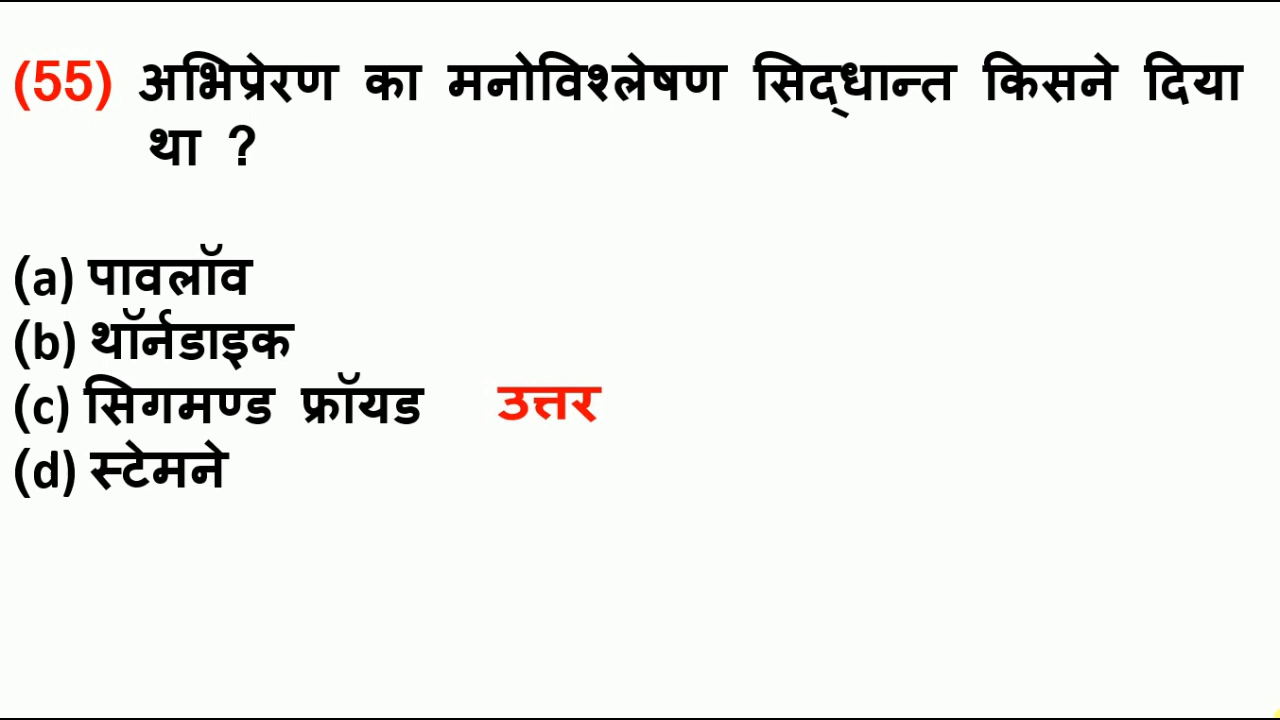 (55) अभिप्रेरण का मनोविश्लेषण सिद्धान्त किसने दिया
था ?
(a) पावलॉव
(b) थॉर्नडाइक
(c) सिगमण्ड फ्रॉयड उत्तर
(d) स्टेमने